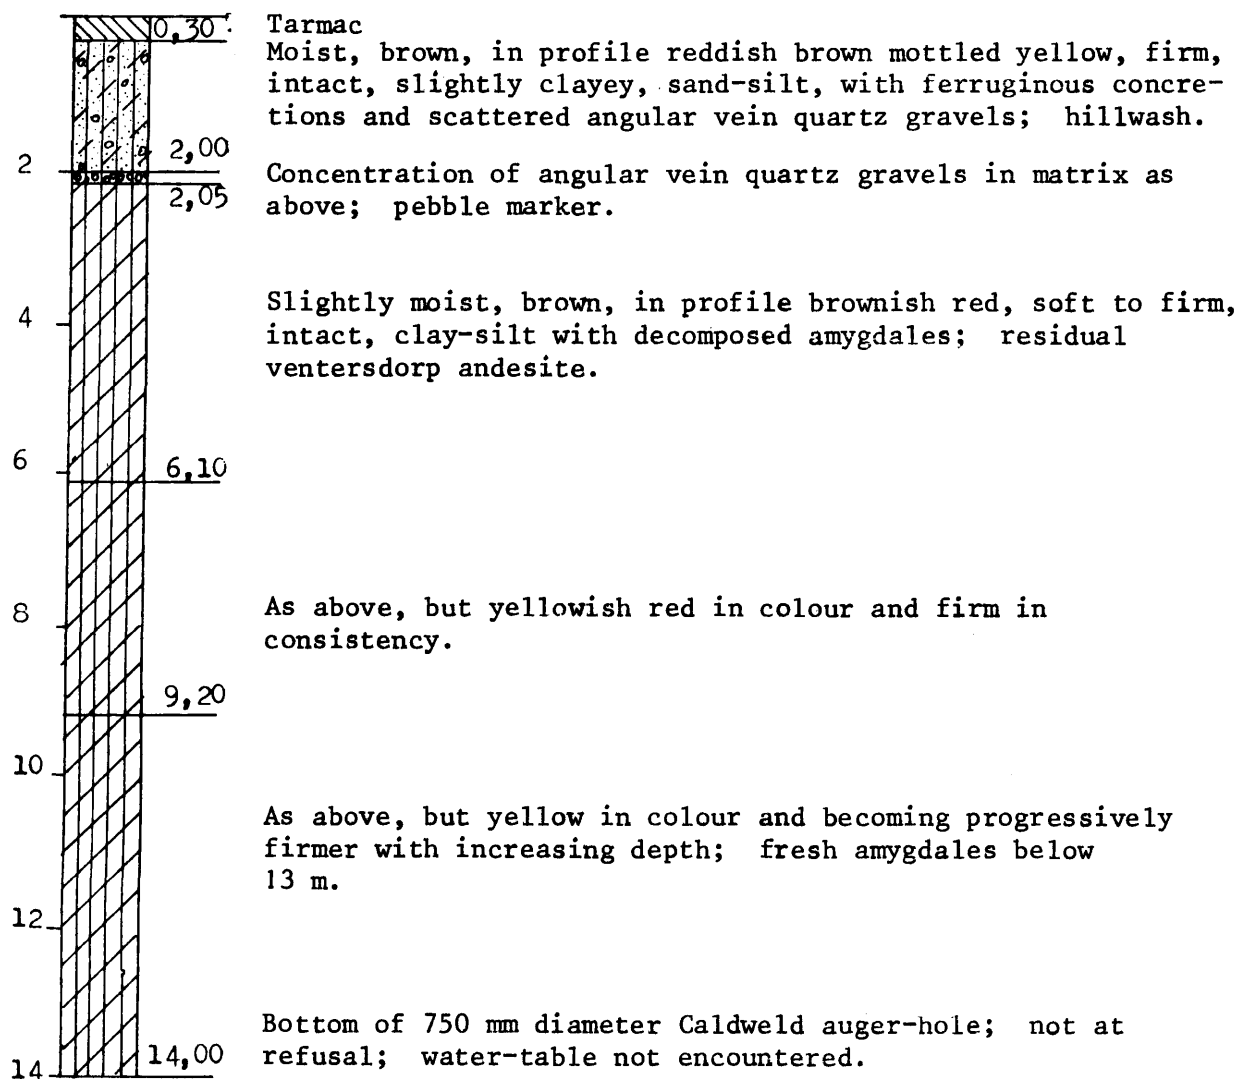 0,30
Tarmac
Moist, brown, in profile reddish brown mottled yellow, firm,
intact, slightly clayey, sand-silt, with ferruginous concre-
tions and scattered angular vein quartz gravels; hillwash.
2
2,00
Concentration of angular vein quartz gravels in matrix as
2,05
above; pebble marker.
Slightly moist, brown, in profile brownish red, soft to firm,
4
intact, clay-silt with decomposed amygdales; residual
ventersdorp andesite.
6
6,10
As above, but yellowish red in colour and firm in
8
consistency.
9,20
10
As above, but yellow in colour and becoming progressively
firmer with increasing depth; fresh amygdales below
13 m.
12
Bottom of 750 mm diameter Caldweld auger-hole; not at
14,00
refusal; water-table not encountered.
14